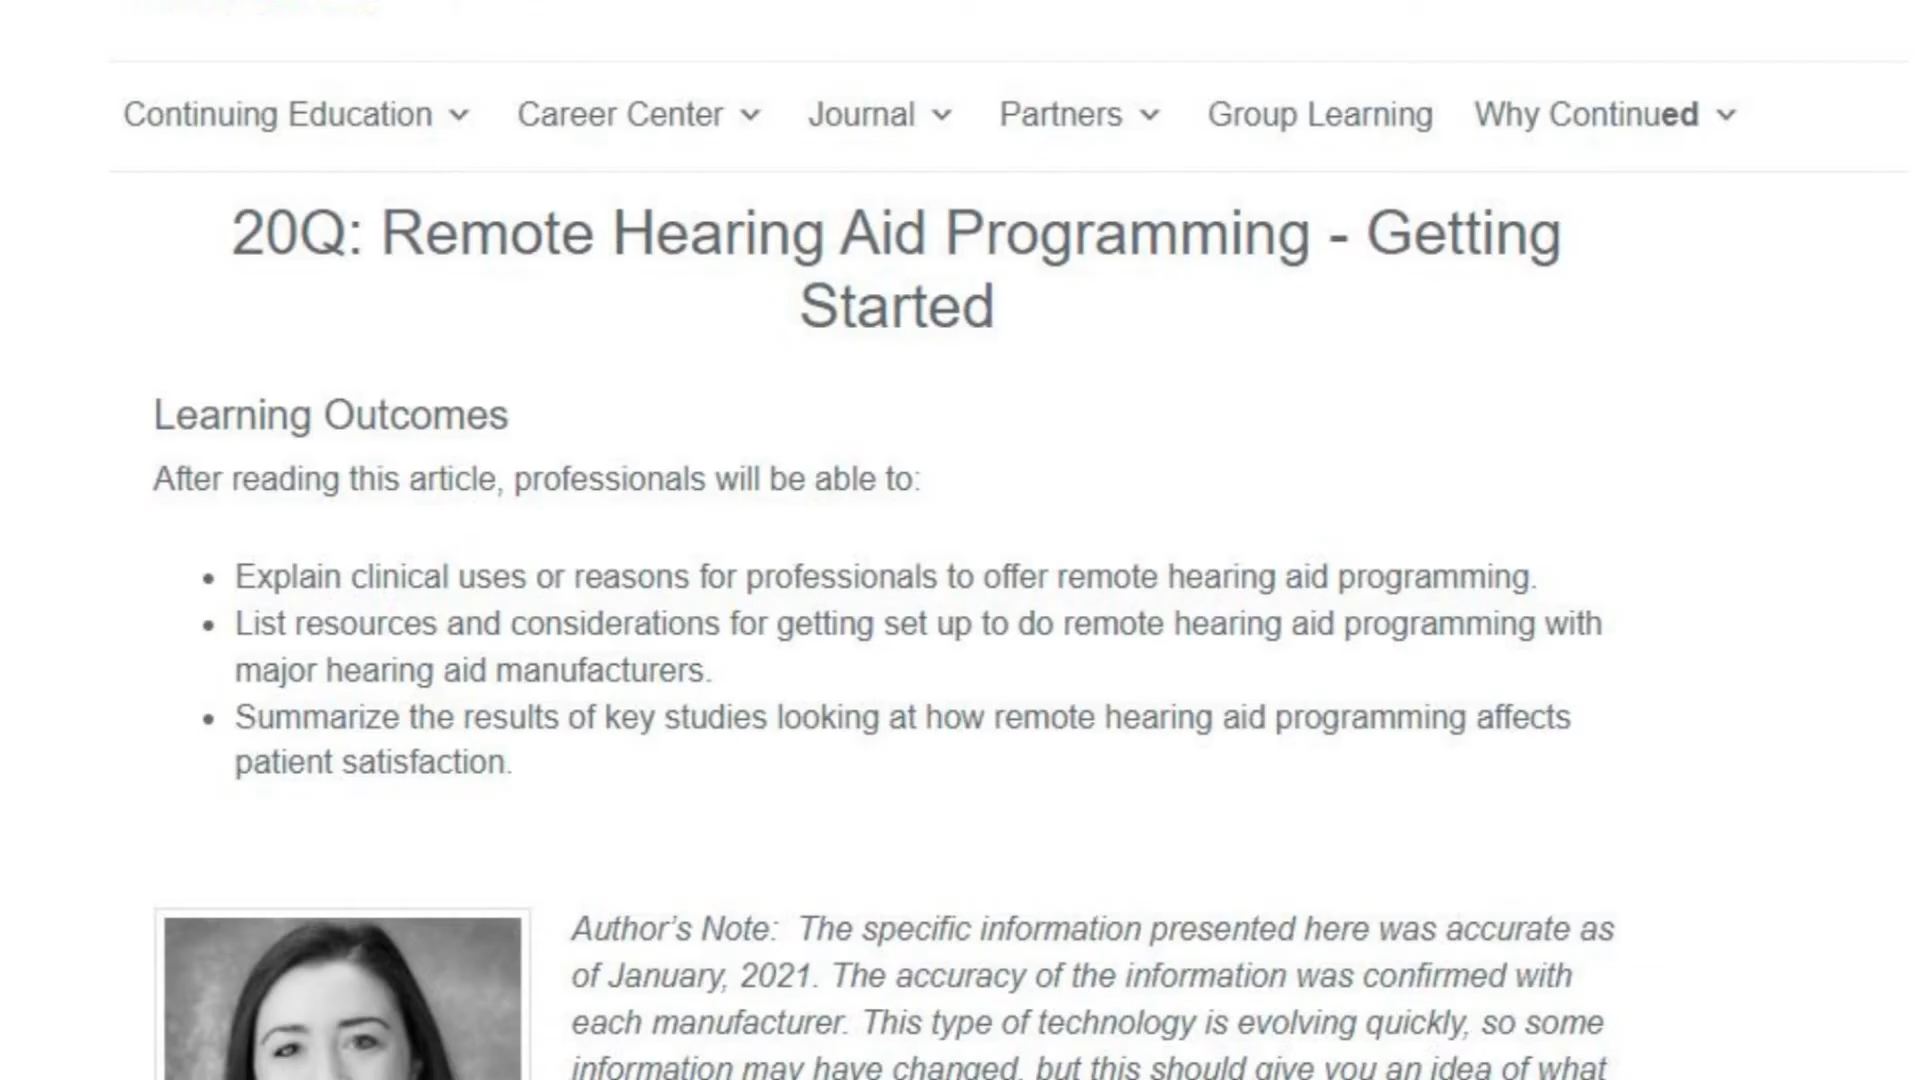 Continuing Education Career Center Journal Partners Group Learning Why Continued
20Q: Remote Hearing Aid Programming - Getting
Started
Learning Outcomes
After reading this article, professionals will be able to:
• Explain clinical uses or reasons for professionals to offer remote hearing aid programming.
• List resources and considerations for getting set up to do remote hearing aid programming with
major hearing aid manufacturers.
• Summarize the results of key studies looking at how remote hearing aid programming affects
patient satisfaction.
Author's Note: The specific information presented here was accurate as
of January, 2021. The accuracy of the information was confirmed with
each manufacturer. This type of technology is evolving quickly, so some
information may have changed, but this should give you an idea of what